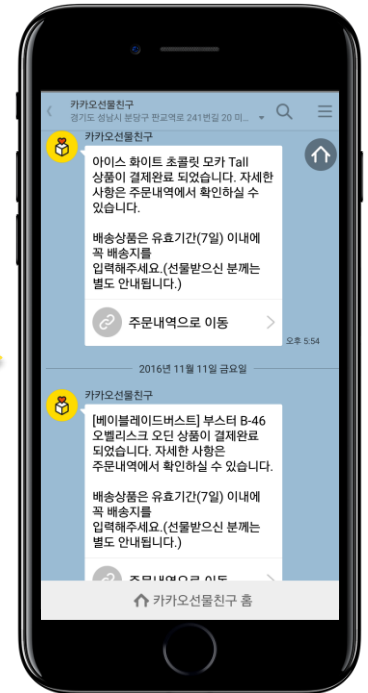 카카오선물친구
경기도 성남시 분당구 판교역로 241번길 20 미...
카카오선물친구
아이스 화이트 초콜릿 모카 Tall
상품이 결제완료 되었습니다. 자세한
사항은 주문내역에서 확인하실 수
있습니다.
배송상품은 유효기간(7일) 이내에
꼭 배송지를
입력해주세요.(선물받으신 분께는
별도 안내됩니다.)
주문내역으로 이동
오후 5:54
2016년 11월 11일 금요일
카카오선물친구
[베이블레이드버스트] 부스터 B-46
오벨리스크 오딘 상품이 결제완료
되었습니다. 자세한 사항은
주문내역에서 확인하실 수 있습니다.
배송상품은 유효기간(7일) 이내에
꼭 배송지를
입력해주세요.(선물받으신 분께는
별도 안내됩니다.)
주문내역으로 이동
카카오선물친구 홈